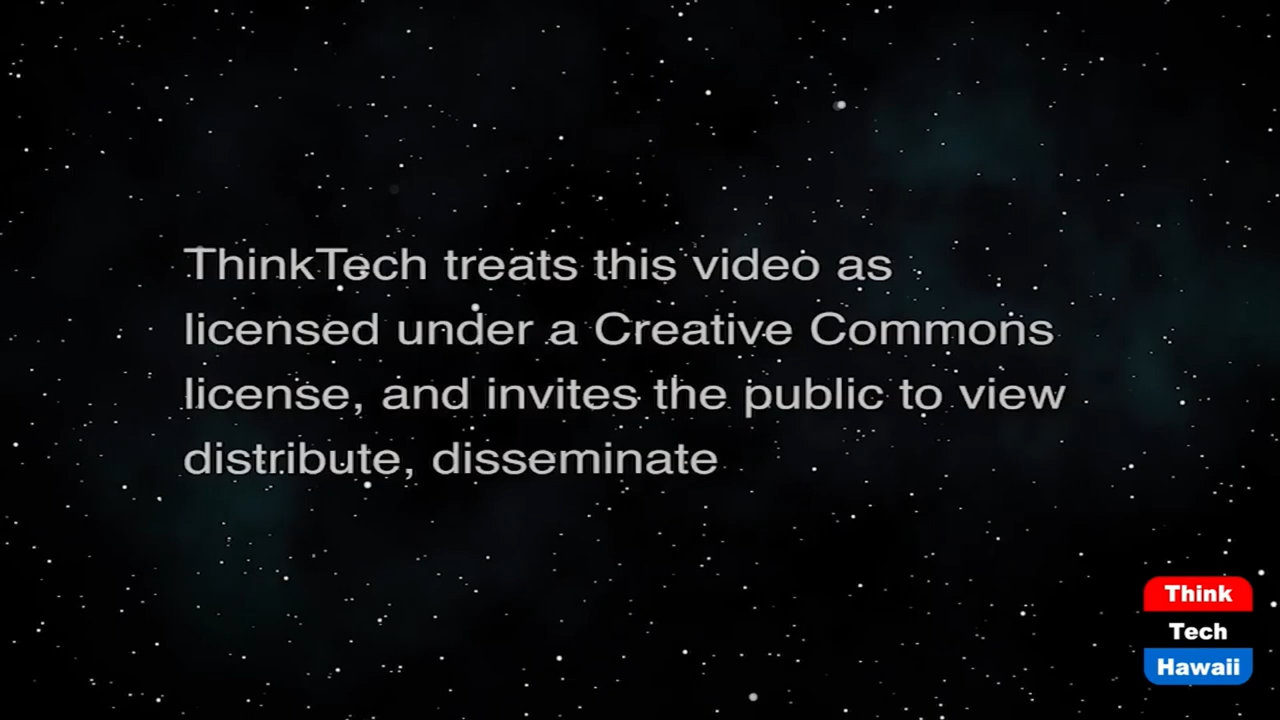 ThinkTech treats this video as
licensed under a Creative Commons
license, and invites the public to view
distribute, disseminate
Think
Tech
Hawaii